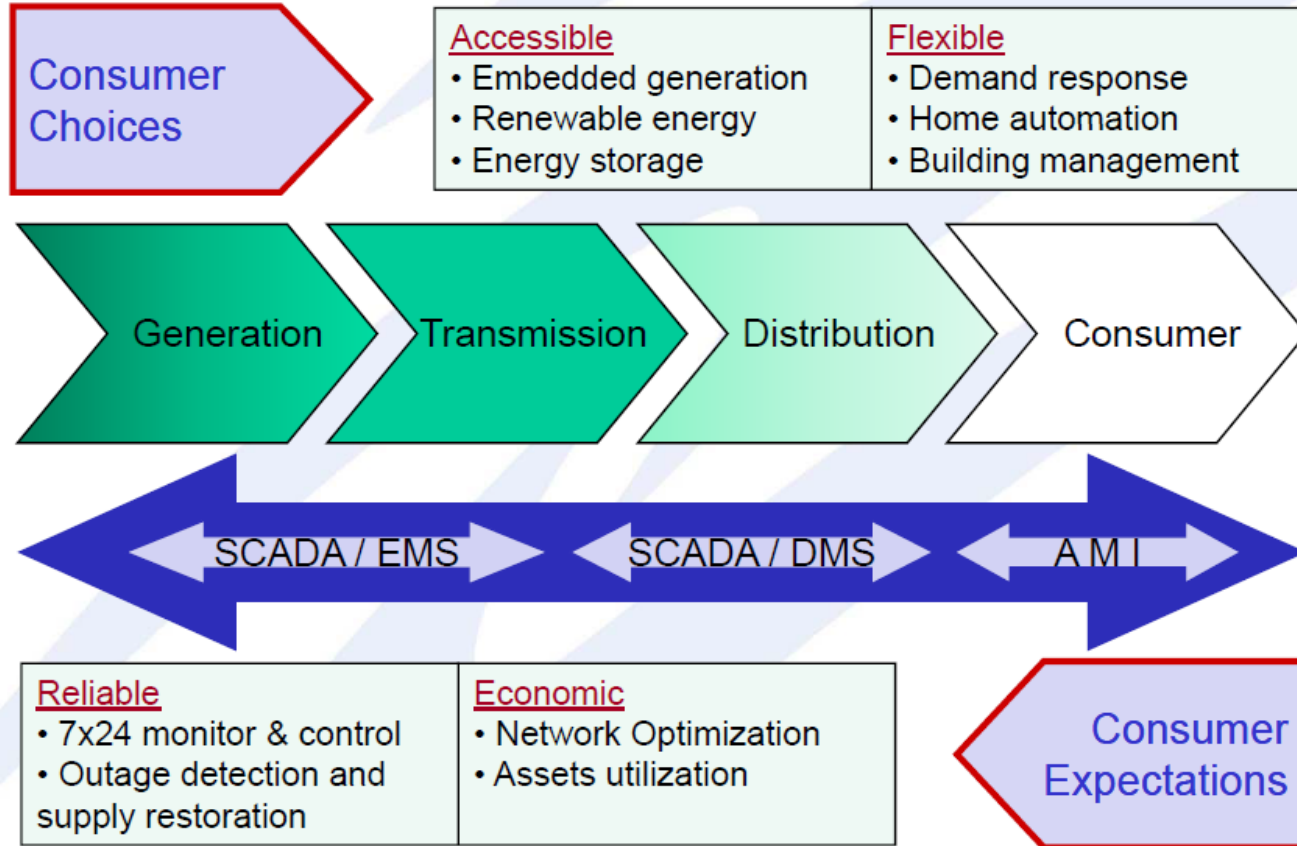 Consumer
Choices
Accessible
• Embedded generation
• Renewable energy
• Energy storage
Flexible
• Demand response
• Home automation
• Building management
Generation
Transmission
Distribution
Consumer
SCADA / EMS
SCADA / DMS
A M I
Reliable
• 7x24 monitor & control
• Outage detection and
supply restoration
Economic
• Network Optimization
• Assets utilization
Consumer
Expectations